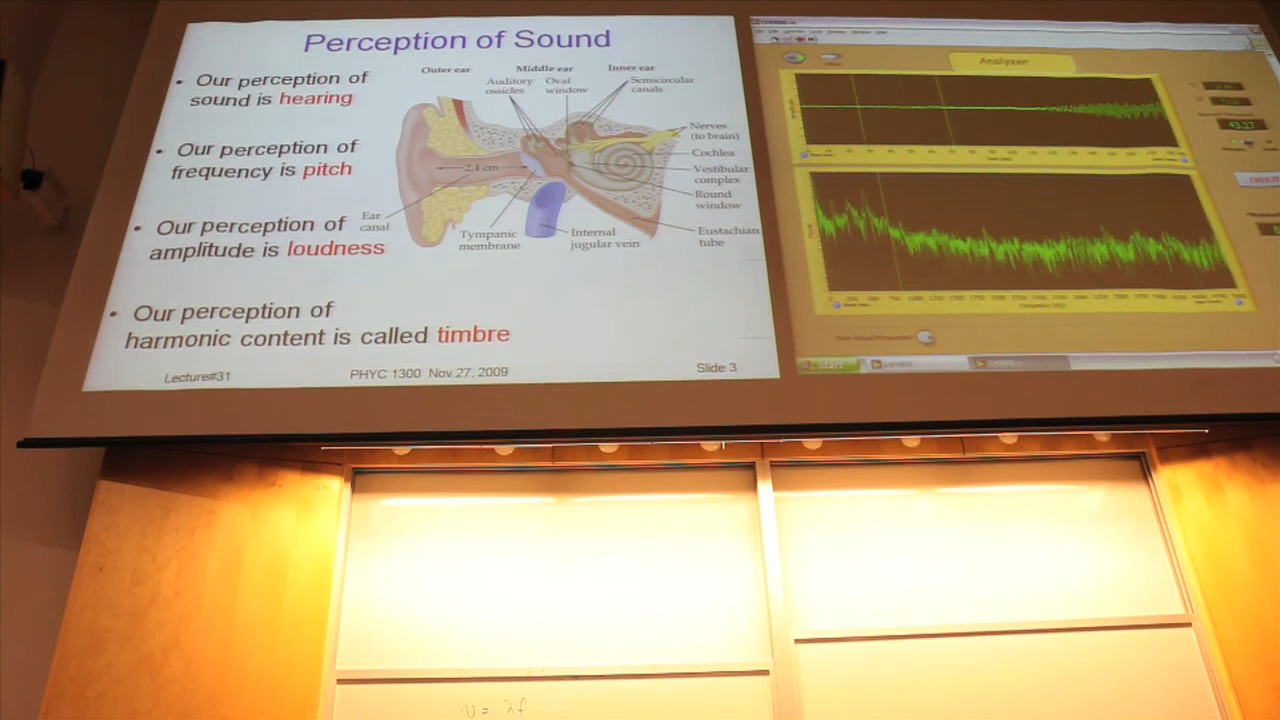 Perception of Sound
• Our perception of
sound is hearing
• Our perception of
frequency is pitch
• Our perception of
amplitude is loudness
• Our perception of
harmonic content is called timbre
Outer ear
Middle ear
Inner ear
Auditory
ossicles
Oval
window
Semicircular
canals
Nerves
(to brain)
Cochlea
Vestibular
complex
Round
window
Eustachian
tube
2.4 cm
Ear
canal
Tympanic
membrane
Internal
jugular vein
Lecture#31
PHYC 1300 Nov.27, 2009
Slide 3
Analyzer
43.27
start
v = λf